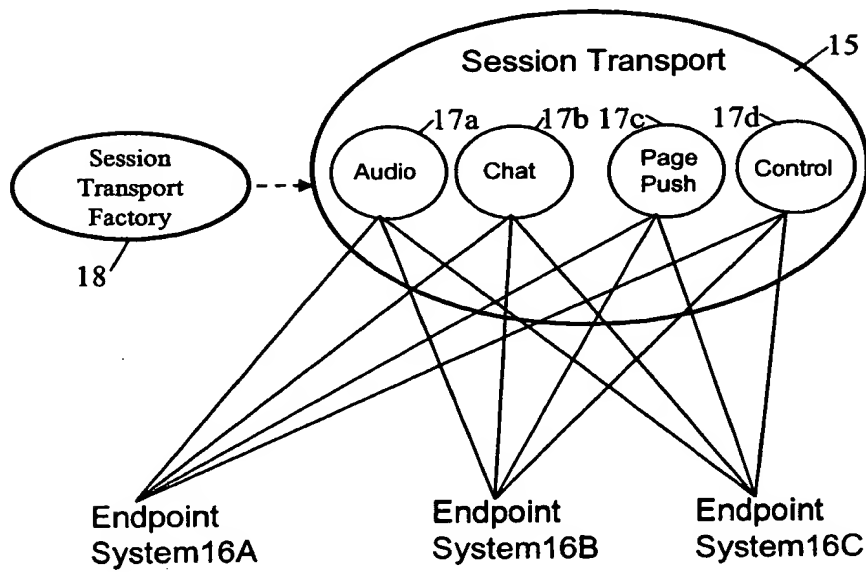 15
Session Transport
17a
17b
17c
17d
Audio
Chat
Page
Push
Control
Session
Transport
Factory
18
Endpoint
System16A
Endpoint
System16B
Endpoint
System16C